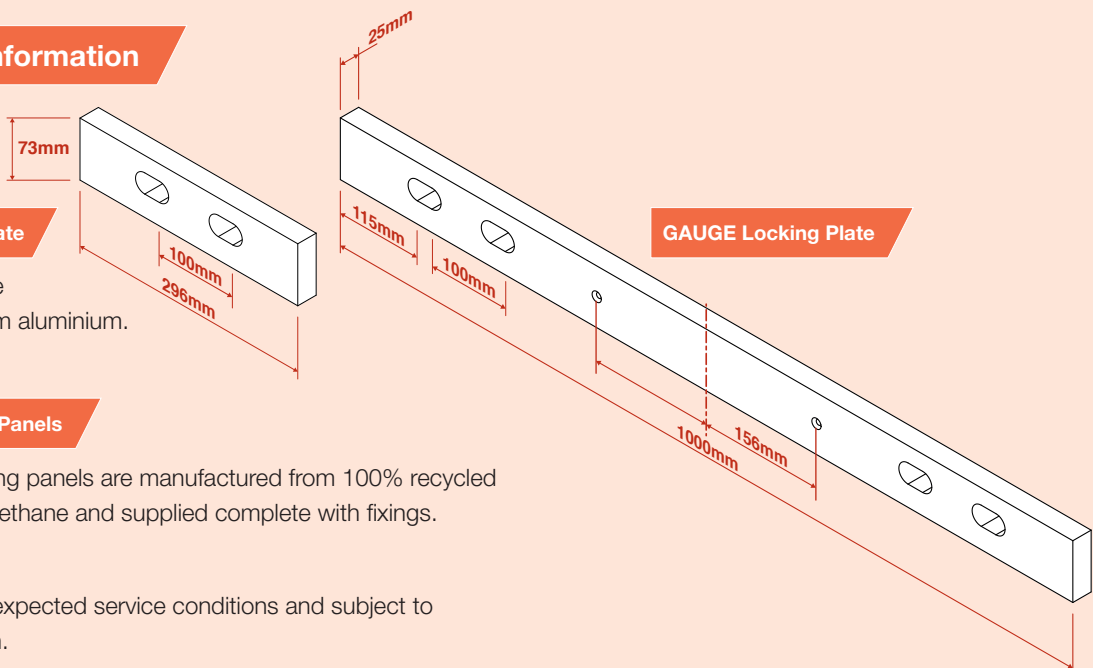 nformation
25mm
73mm
ate
100mm
296mm
e
m aluminium.
115mm
100mm
GAUGE Locking Plate
156mm
1000mm
Panels
ng panels are manufactured from 100% recycled
ethane and supplied complete with fixings.
expected service conditions and subject to
n.